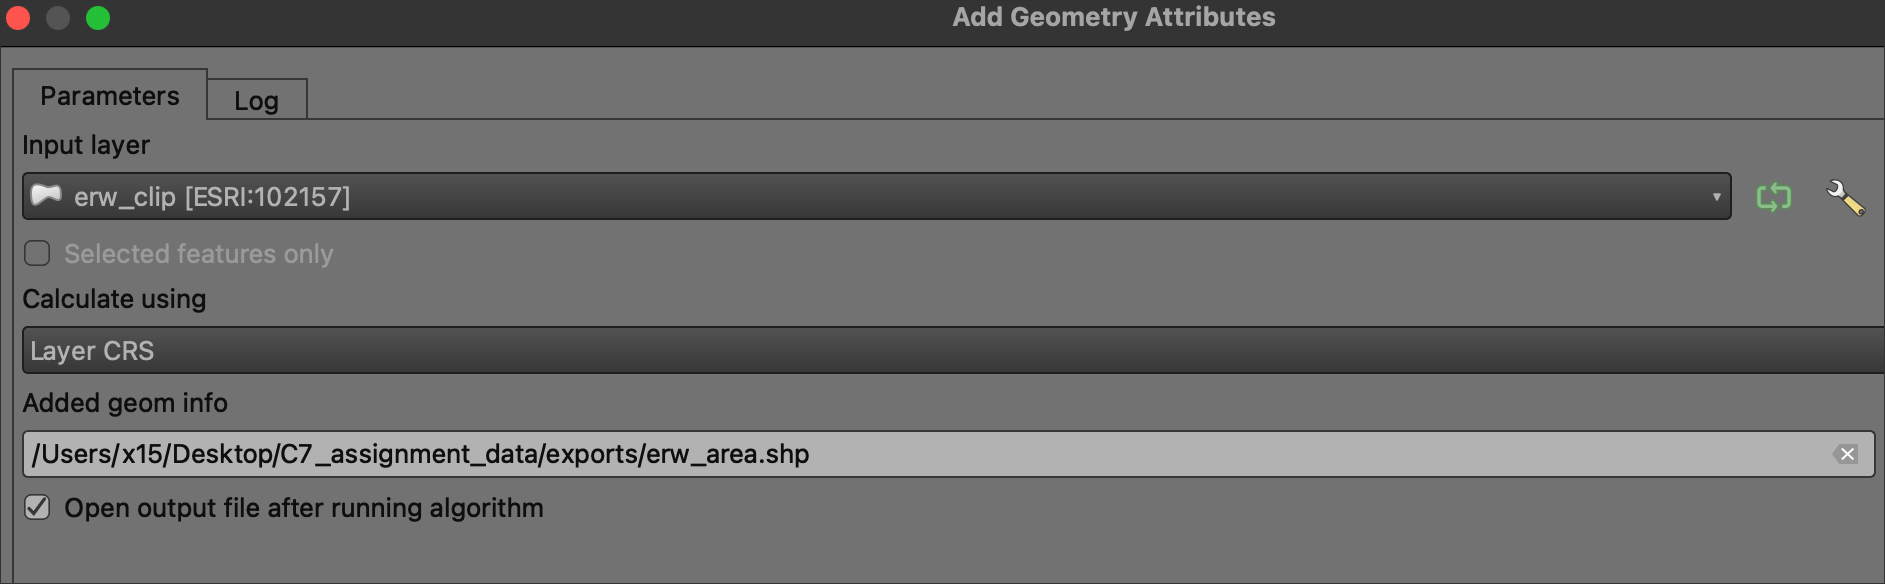 Add Geometry Attributes
Parameters
Log
Input layer
erw_clip [ESRI:102157]
Selected features only
Calculate using
Layer CRS
Added geom info
/Users/x15/Desktop/C7_assignment_data/exports/erw_area.shp
Open output file after running algorithm